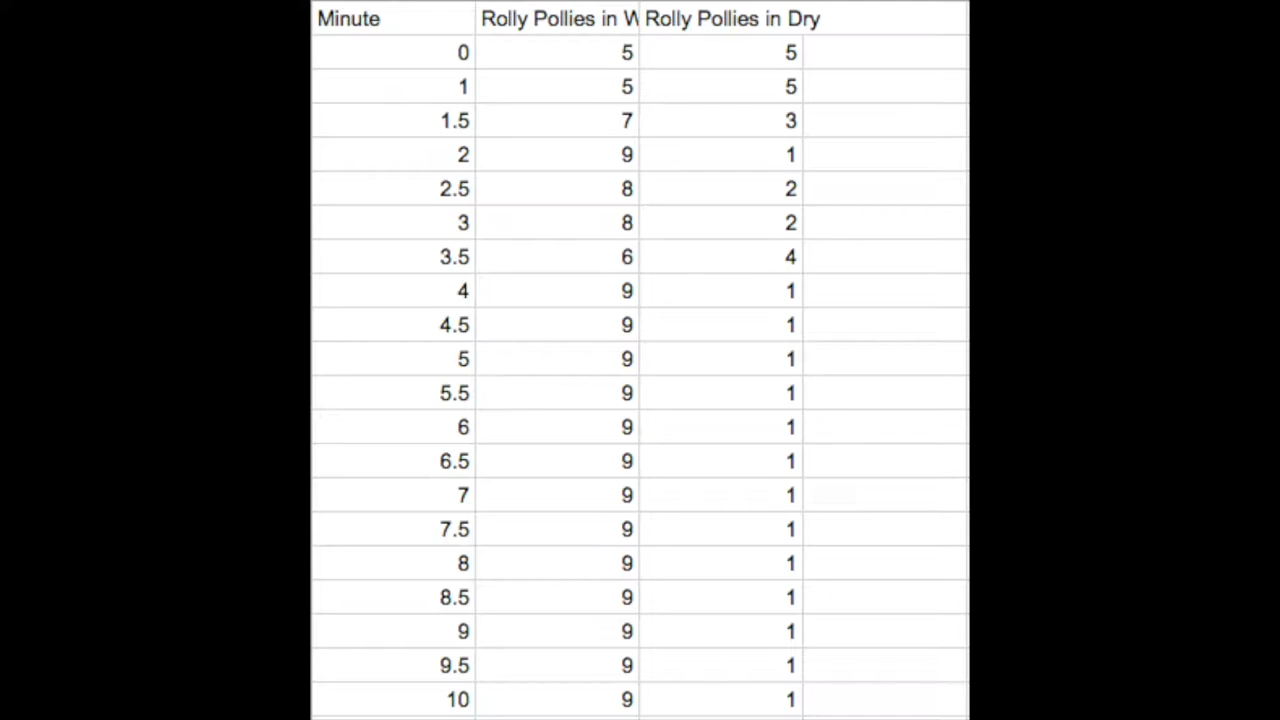 Minute Rolly Pollies in W Rolly Pollies in Dry
0 5 5
1 5 5
1.5 7 3
2 9 1
2.5 8 2
3 8 2
3.5 6 4
4 9 1
4.5 9 1
5 9 1
5.5 9 1
6 9 1
6.5 9 1
7 9 1
7.5 9 1
8 9 1
8.5 9 1
9 9 1
9.5 9 1
10 9 1